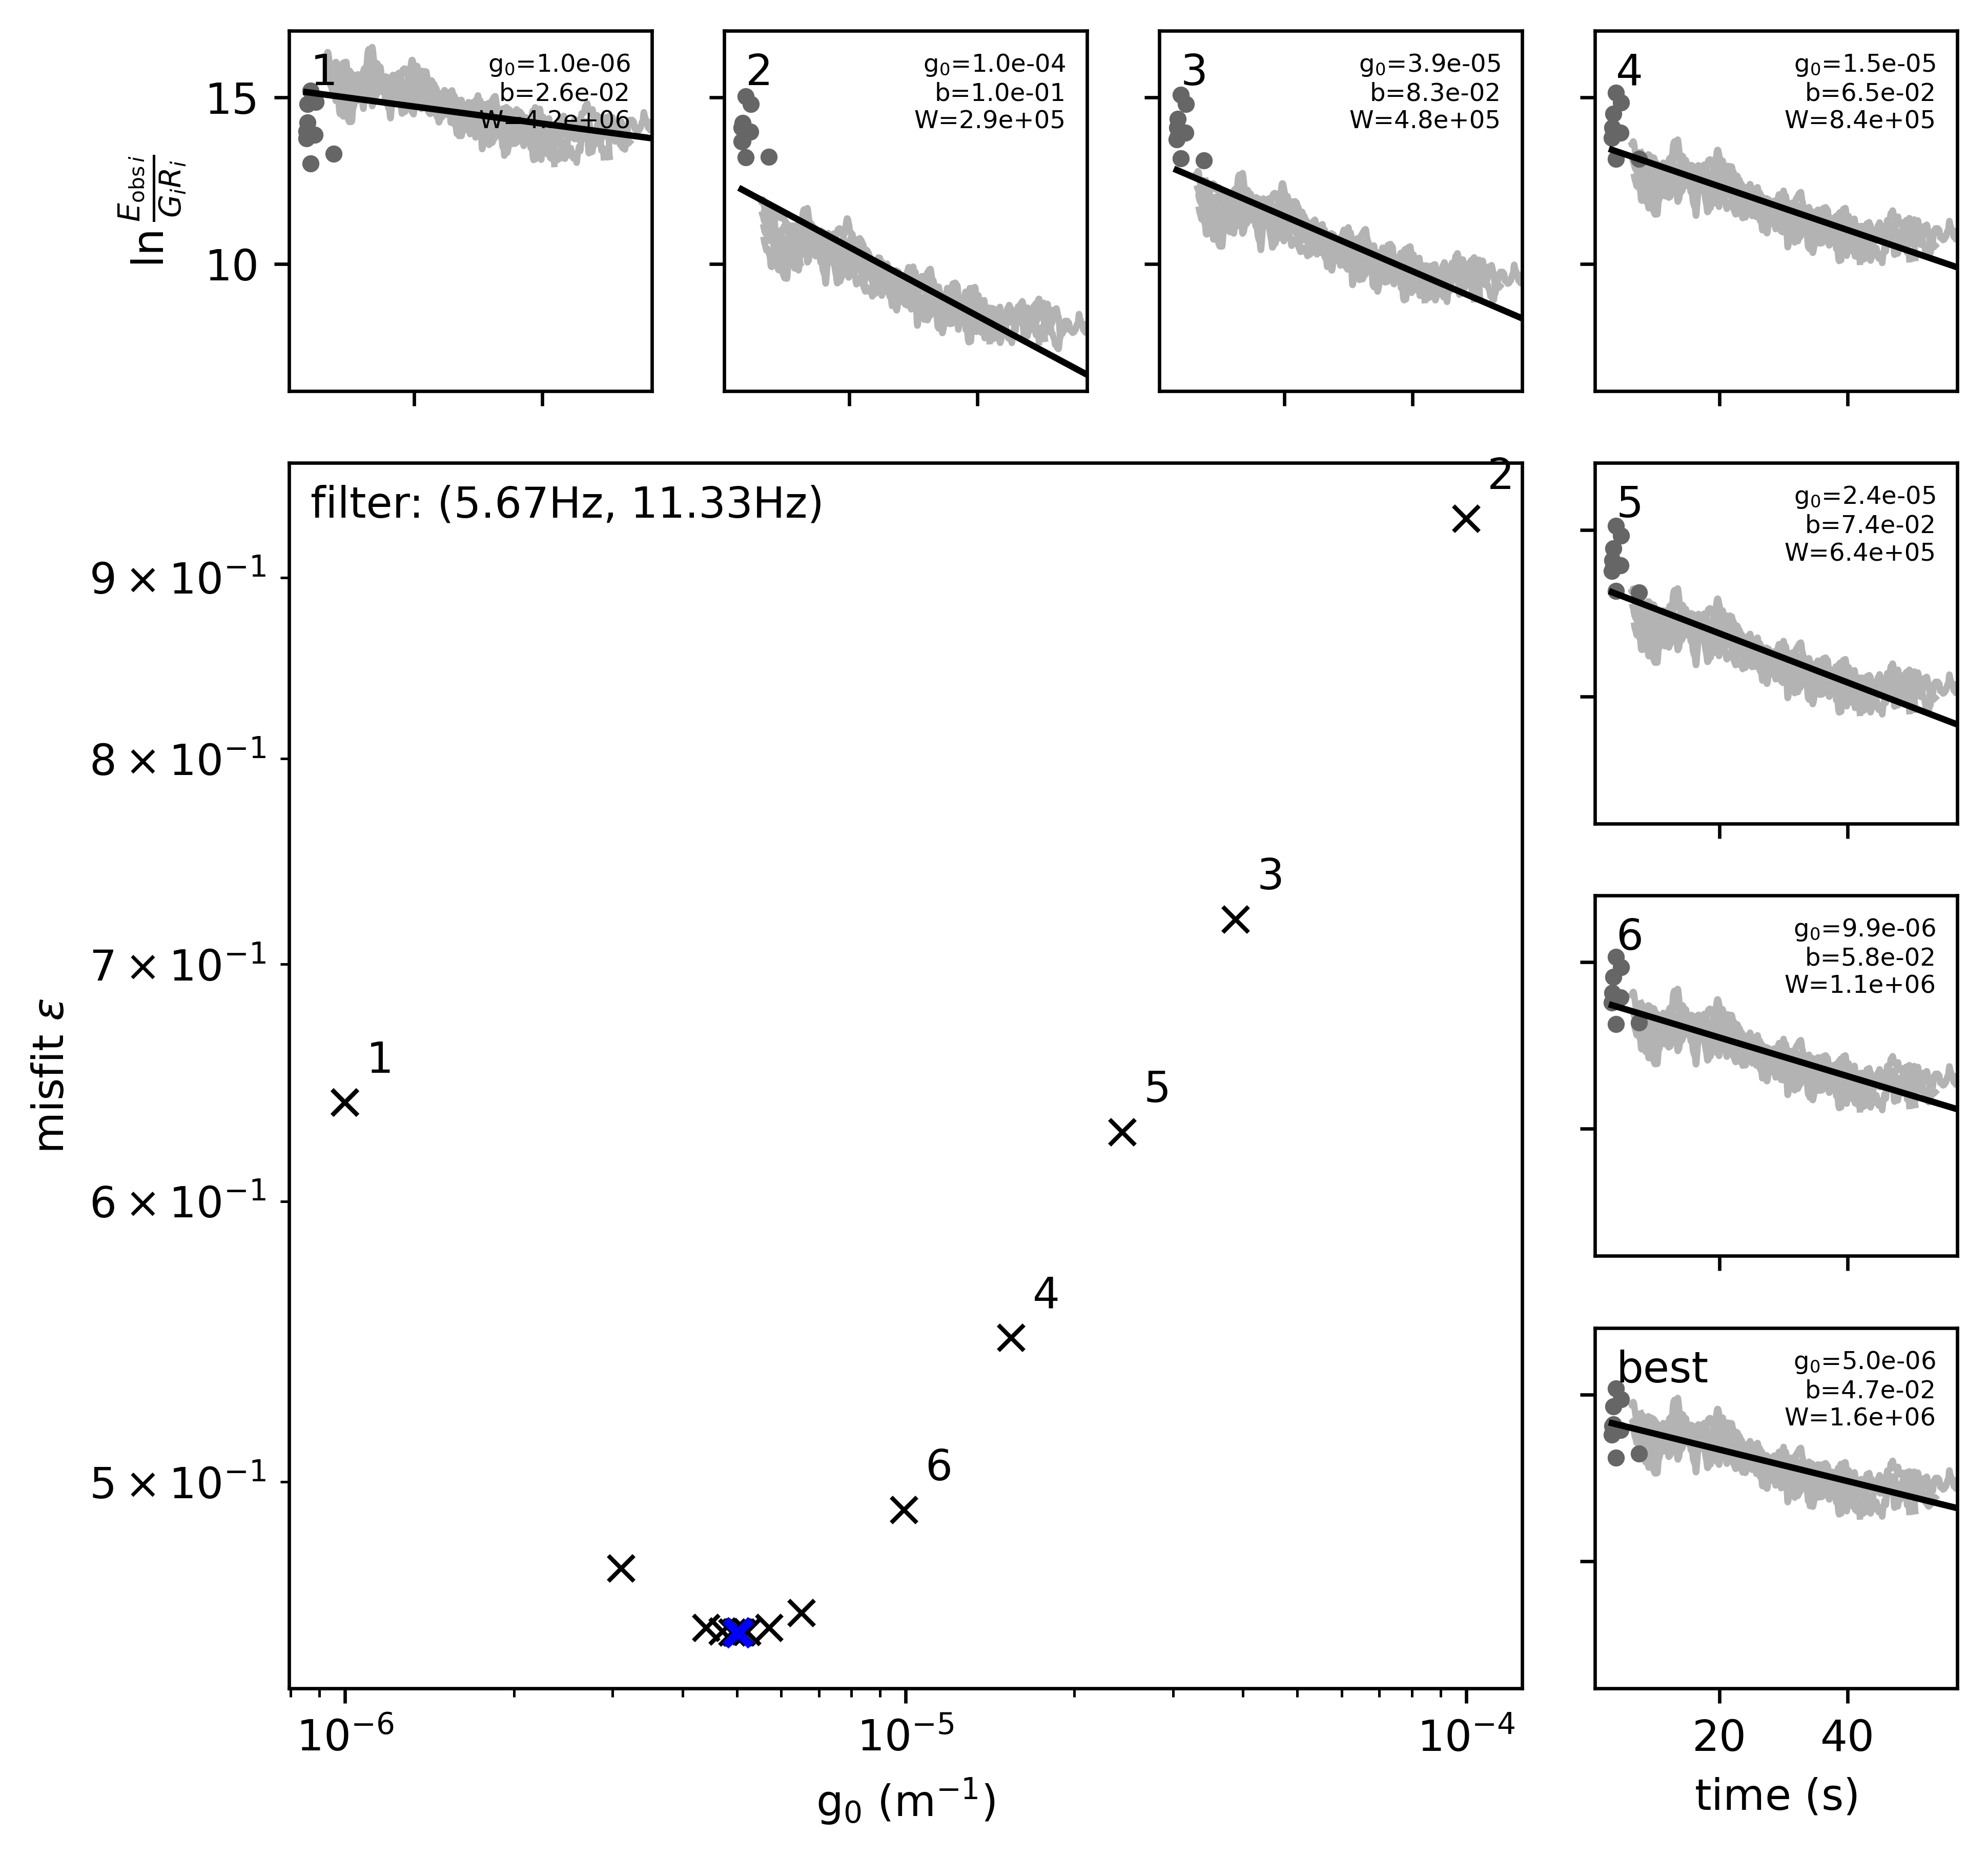 1
g₀=1.0e-06
b=2.6e-02
W=4.2e+06
2
g₀=1.0e-04
b=1.0e-01
W=2.9e+05
3
g₀=3.9e-05
b=8.3e-02
W=4.8e+05
4
g₀=1.5e-05
b=6.5e-02
W=8.4e+05
15
10
ln E_obs i / G_i R_i
filter: (5.67Hz, 11.33Hz)
2
9×10⁻¹
8×10⁻¹
7×10⁻¹
6×10⁻¹
5×10⁻¹
misfit ε
1
3
5
4
6
10⁻⁶
10⁻⁵
10⁻⁴
g₀ (m⁻¹)
5
g₀=2.4e-05
b=7.4e-02
W=6.4e+05
6
g₀=9.9e-06
b=5.8e-02
W=1.1e+06
best
g₀=5.0e-06
b=4.7e-02
W=1.6e+06
20
40
time (s)